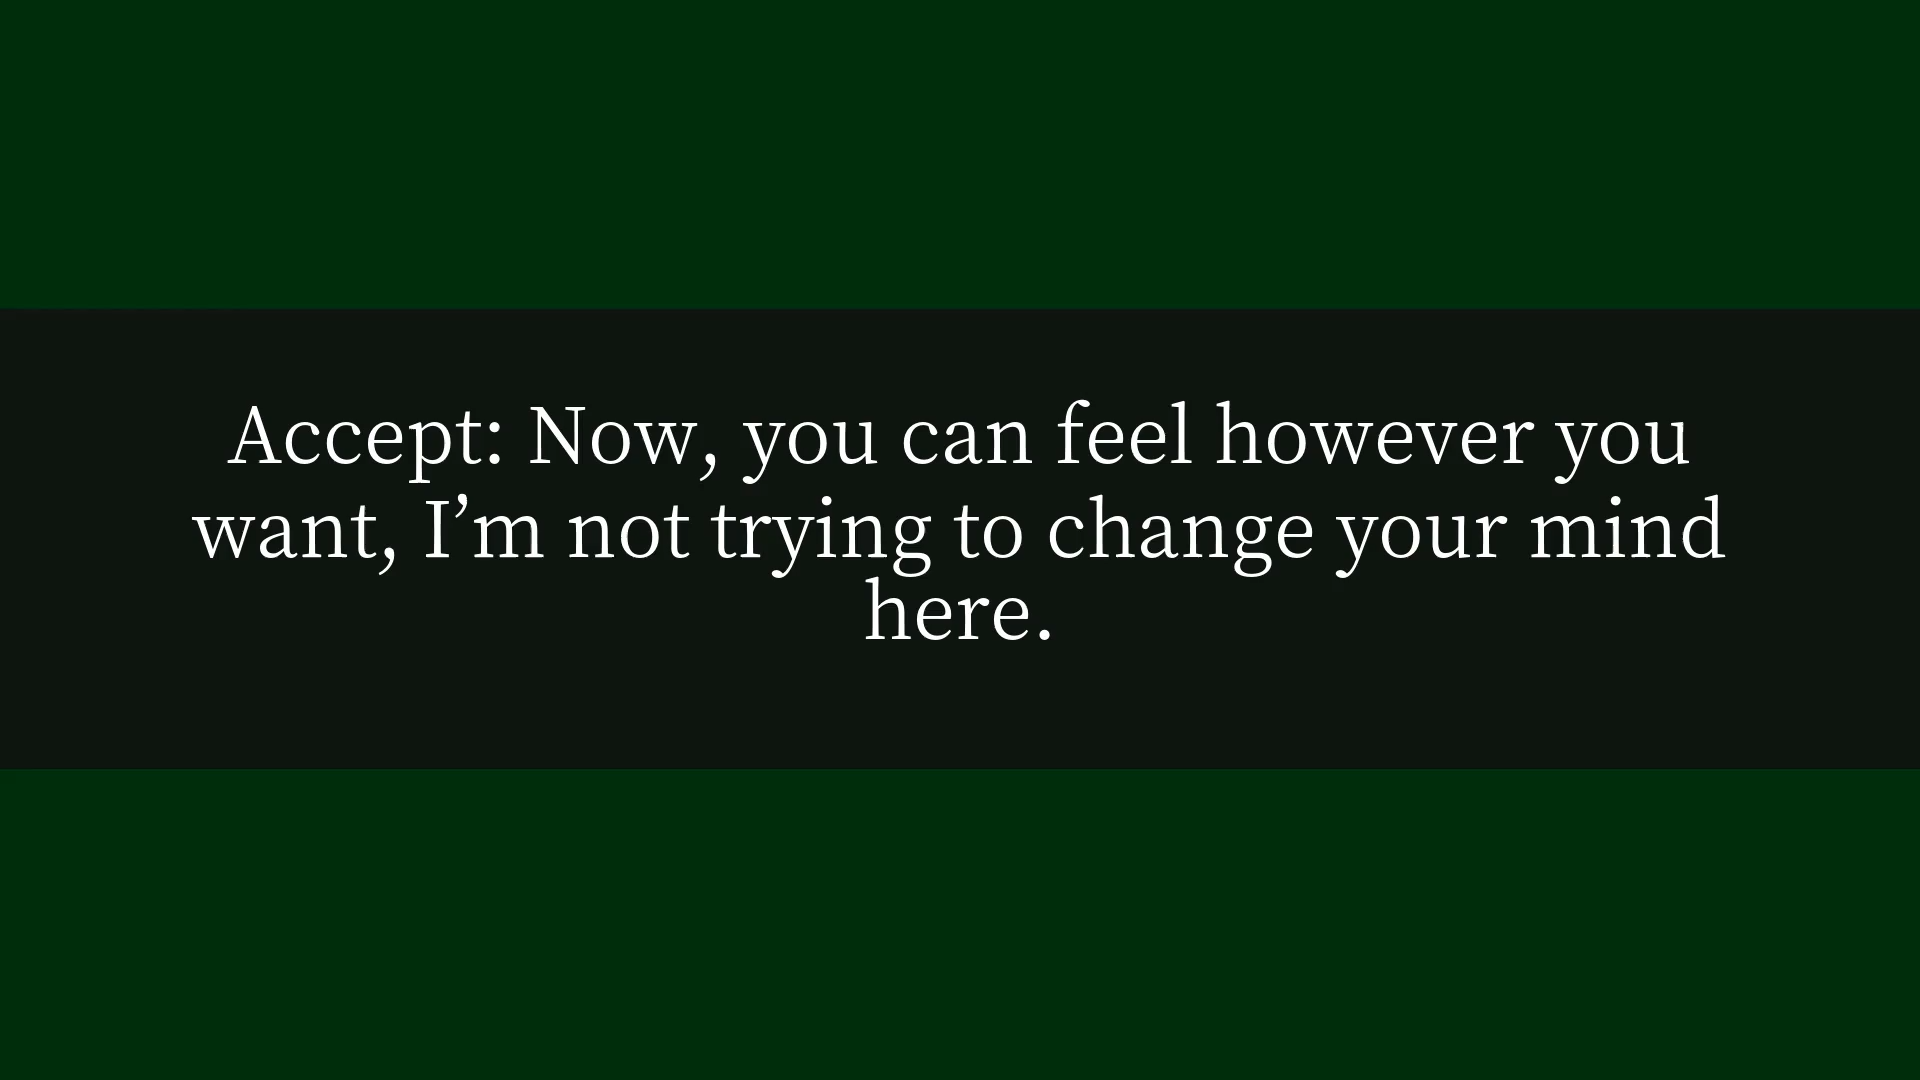 Accept: Now, you can feel however you
want, I’m not trying to change your mind
here.